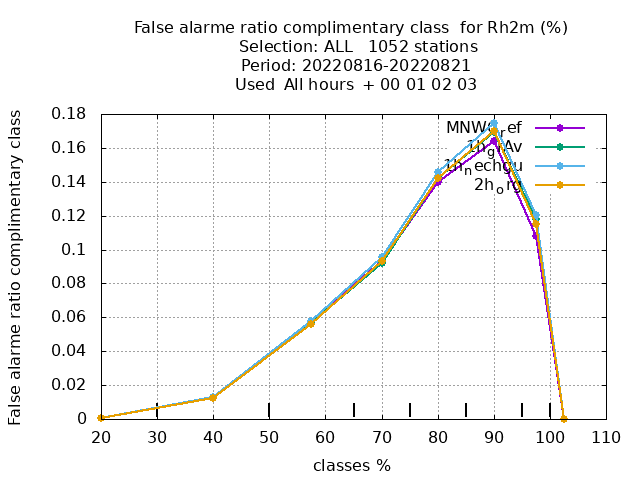 False alarme ratio complimentary class  for Rh2m (%)
Selection: ALL   1052 stations
Period: 20220816-20220821
Used  All hours  + 00 01 02 03
False alarme ratio complimentary class
0.18
0.16
0.14
0.12
0.1
0.08
0.06
0.04
0.02
0
20 30 40 50 60 70 80 90 100 110
classes %
2h_org